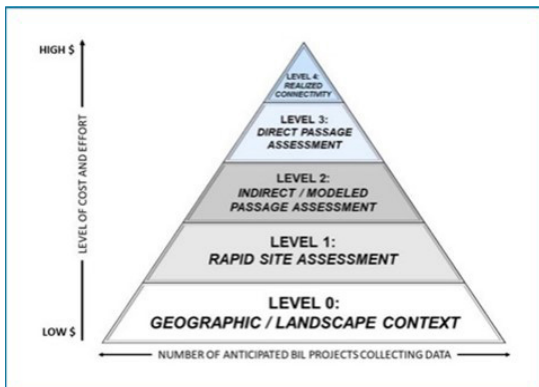 HIGH $
LEVEL 4:
REALIZED
CONNECTIVITY
LEVEL 3:
DIRECT PASSAGE
ASSESSMENT
LEVEL 2:
INDIRECT / MODELED
PASSAGE ASSESSMENT
LEVEL 1:
RAPID SITE ASSESSMENT
LEVEL 0:
GEOGRAPHIC / LANDSCAPE CONTEXT
LEVEL OF COST AND EFFORT
LOW $
NUMBER OF ANTICIPATED BIL PROJECTS COLLECTING DATA